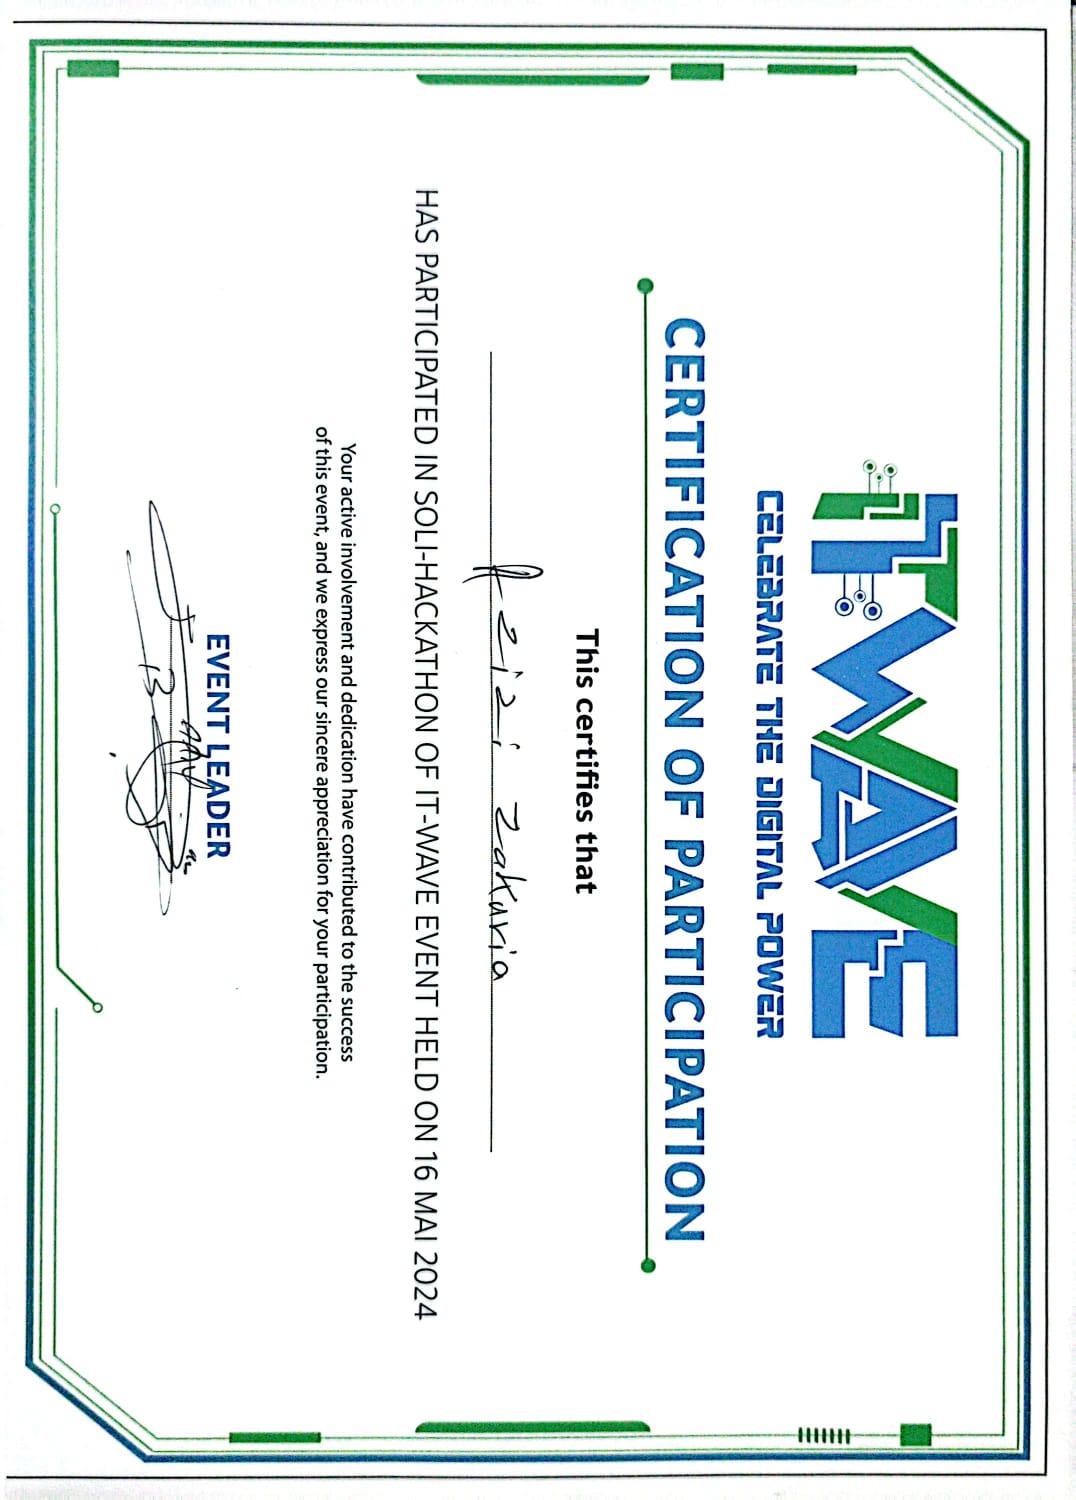 ITWAVE
CELEBRATE THE DIGITAL POWER
CERTIFICATION OF PARTICIPATION
This certifies that
Azizi Zakaria
HAS PARTICIPATED IN SOLI-HACKATHON OF IT-WAVE EVENT HELD ON 16 MAI 2024
Your active involvement and dedication have contributed to the success
of this event, and we express our sincere appreciation for your participation.
EVENT LEADER